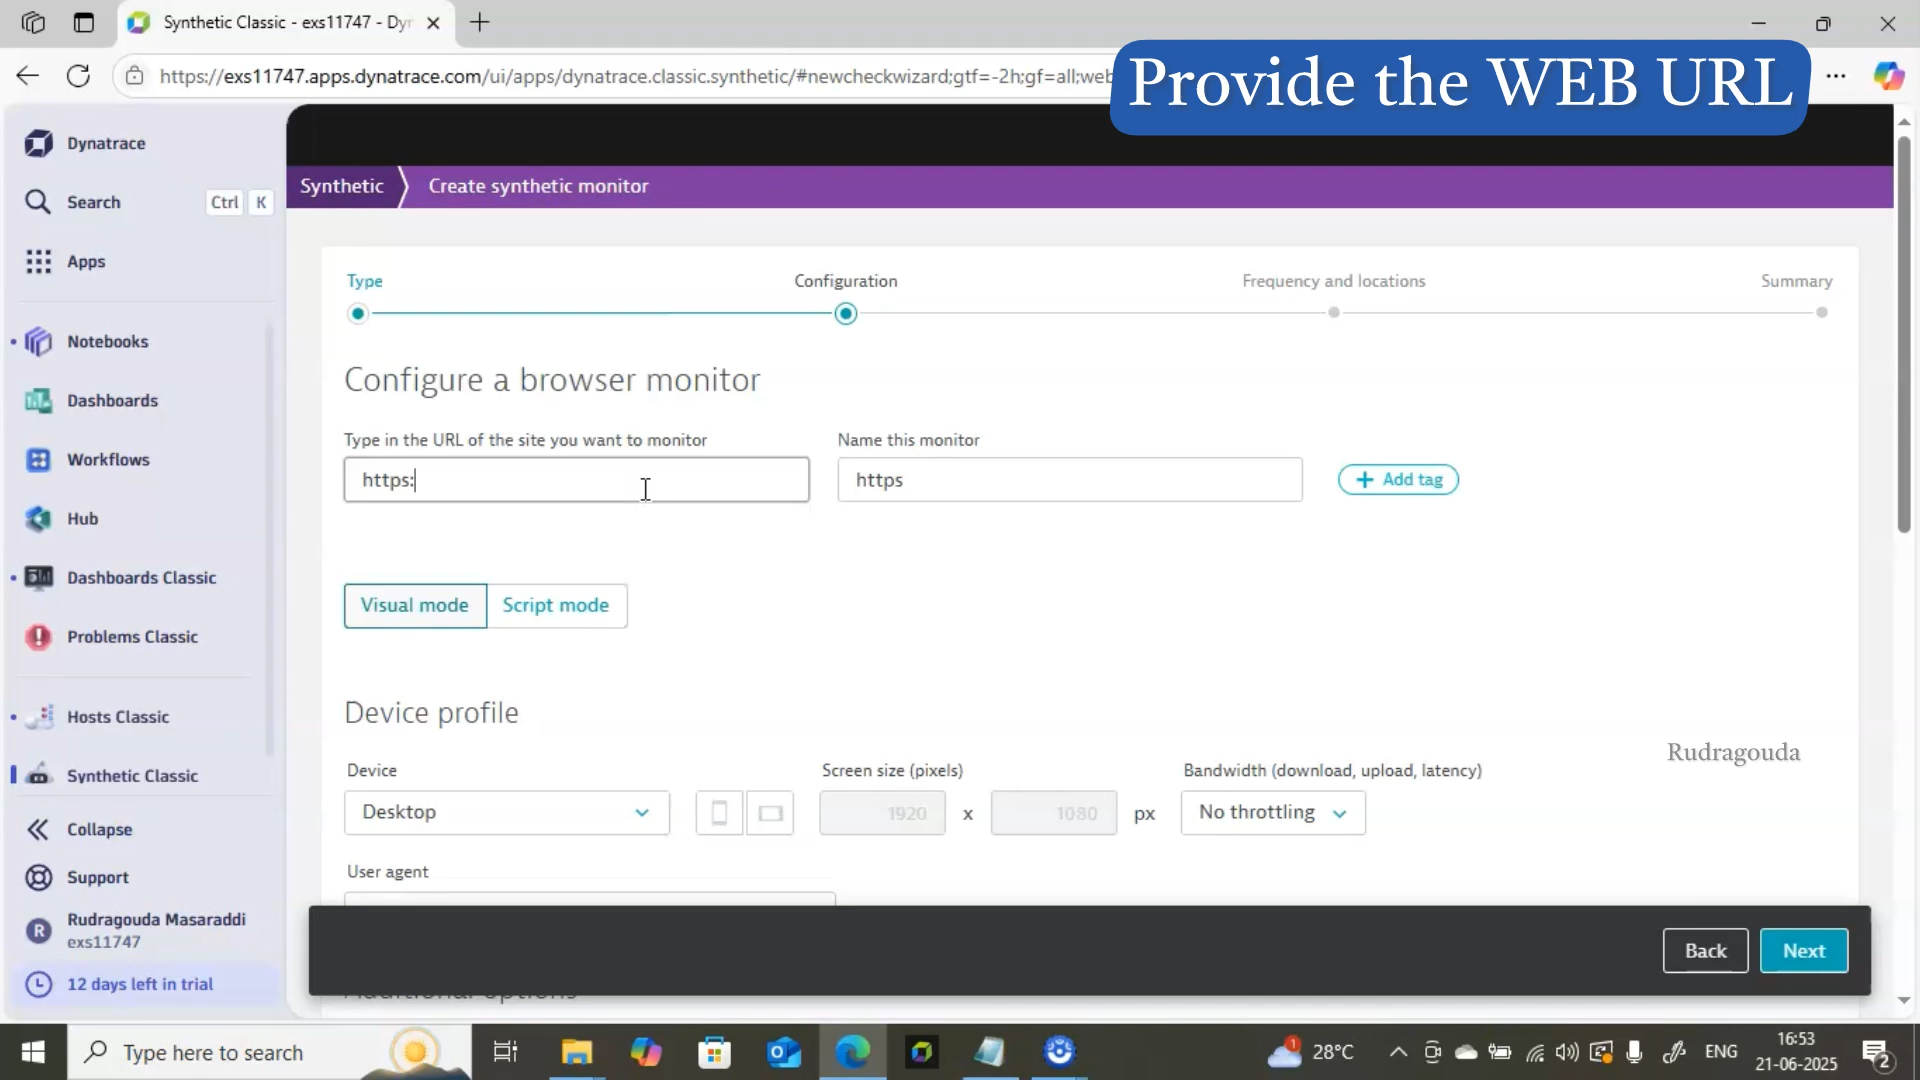 Synthetic Classic - exs11747 - Dyn
https://exs11747.apps.dynatrace.com/ui/apps/dynatrace.classic.synthetic/#newcheckwizard;gtf=-2h;gf=all;web
Provide the WEB URL
Dynatrace
Search Ctrl K
Apps
Notebooks
Dashboards
Workflows
Hub
Dashboards Classic
Problems Classic
Hosts Classic
Synthetic Classic
Collapse
Support
R
Rudragouda Masaraddi
exs11747
12 days left in trial
Synthetic Create synthetic monitor
Type Configuration Frequency and locations Summary
Configure a browser monitor
Type in the URL of the site you want to monitor Name this monitor
https: https + Add tag
Visual mode Script mode
Device profile
Rudragouda
Device Screen size (pixels) Bandwidth (download, upload, latency)
Desktop 1920 x 1080 px No throttling
User agent
Back Next
Additional options
Type here to search
1
28°C
ENG
16:53
21-06-2025
2